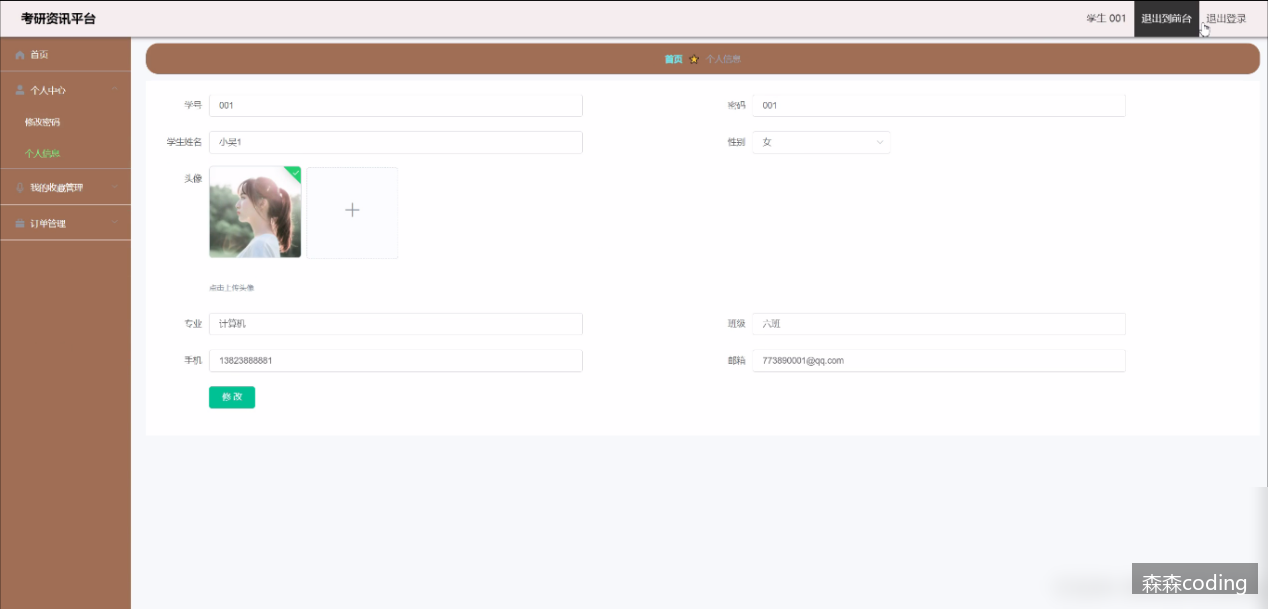 考研资讯平台
学生 001
退出到前台
退出登录
首页
个人中心
修改密码
个人信息
我的收藏管理
订单管理
首页 个人信息
学号 001
密码 001
学生姓名 小吴1
性别 女
头像
点击上传头像
专业 计算机
班级 六班
手机 13823888881
邮箱 773890001@qq.com
修 改
森森coding